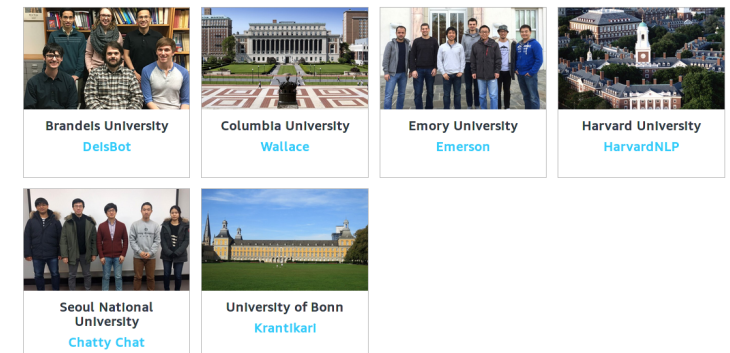 Brandeis University
DeisBot
Columbia University
Wallace
Emory University
Emerson
Harvard University
HarvardNLP
Seoul National
University
Chatty Chat
University of Bonn
Krantikari